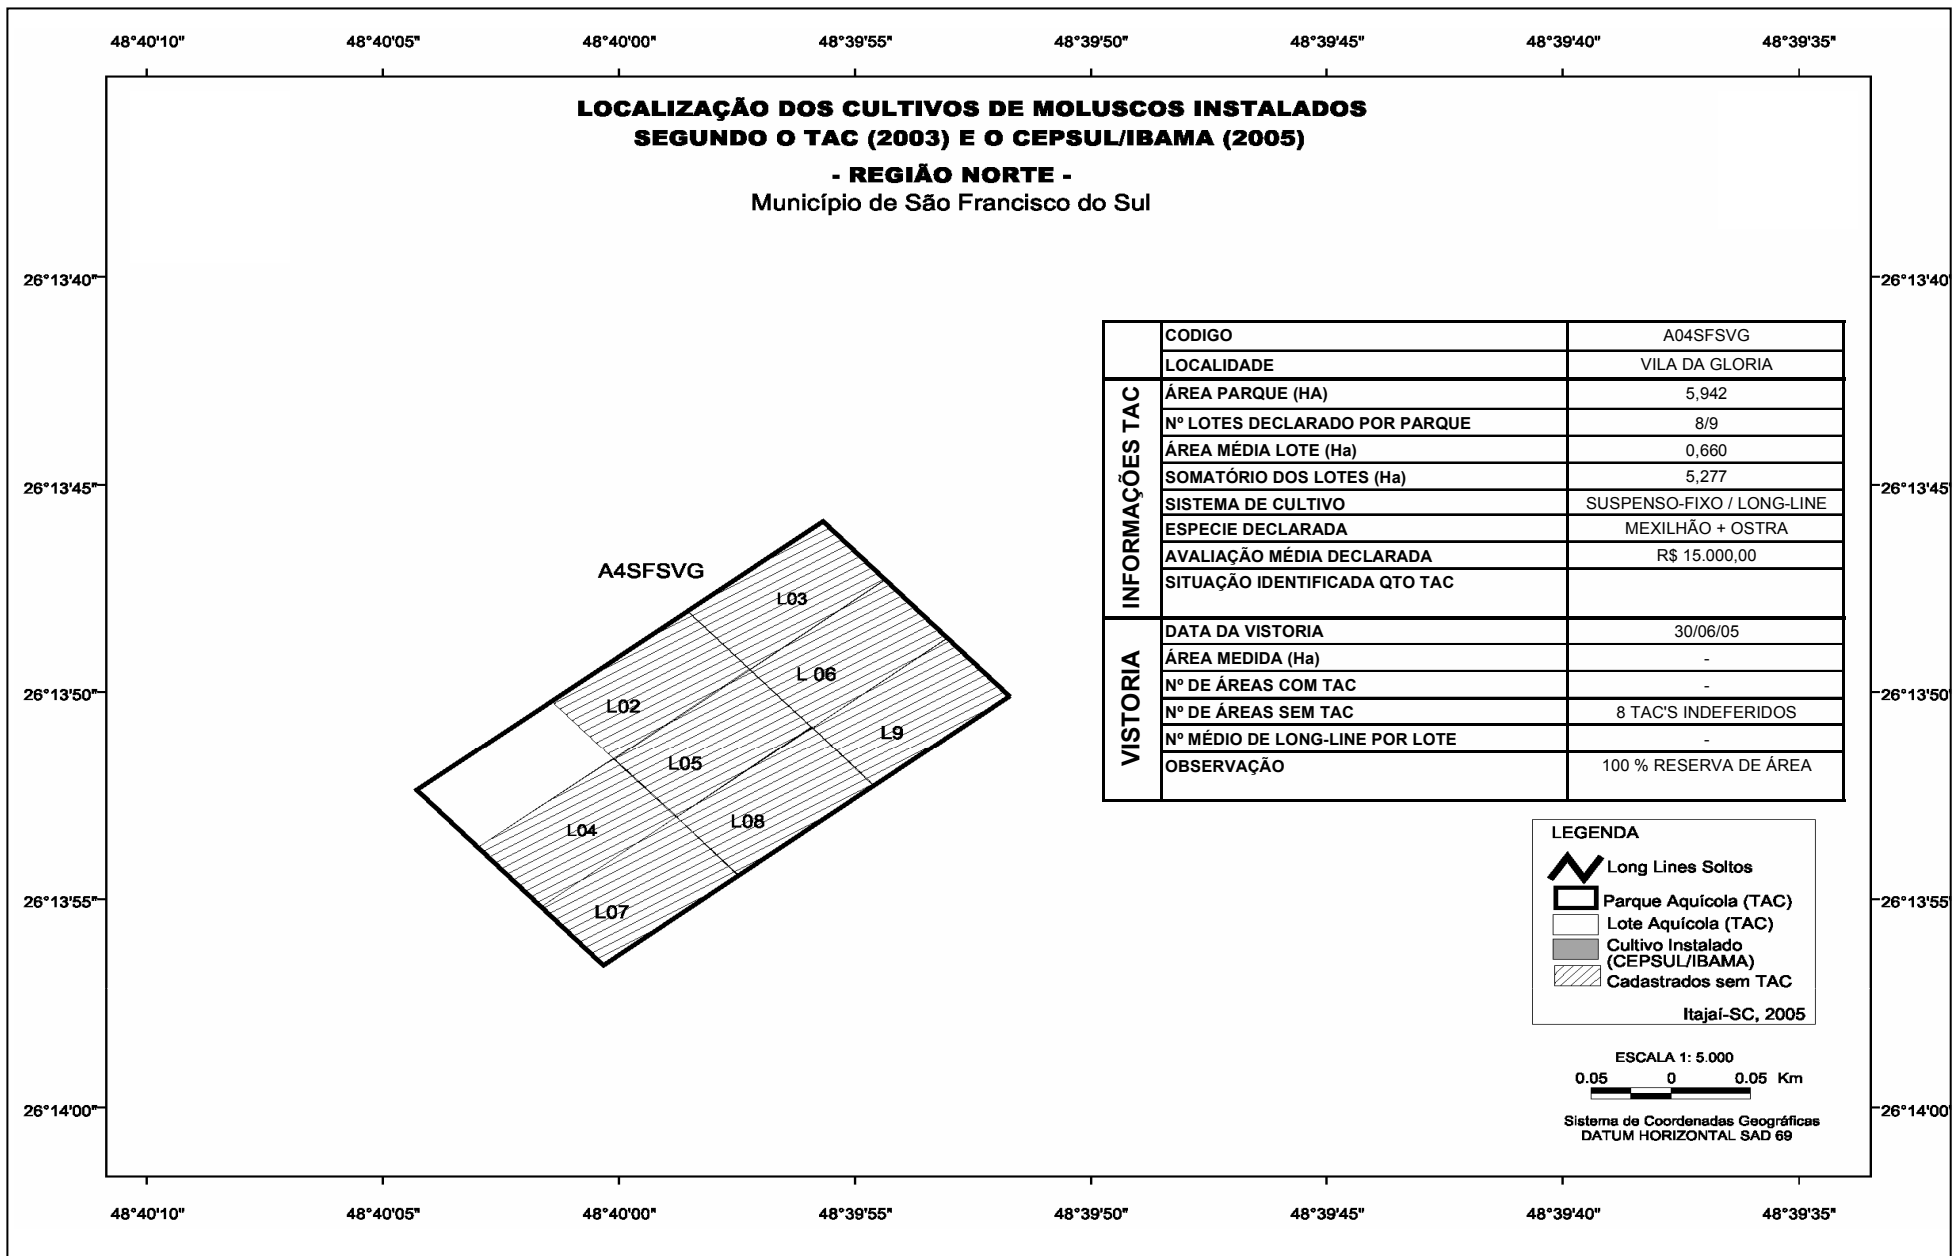 48°40'10" 48°40'05" 48°40'00" 48°39'55" 48°39'50" 48°39'45" 48°39'40" 48°39'35"
LOCALIZAÇÃO DOS CULTIVOS DE MOLUSCOS INSTALADOS
SEGUNDO O TAC (2003) E O CEPSUL/IBAMA (2005)
- REGIÃO NORTE -
Município de São Francisco do Sul
26°13'40" 26°13'40"
26°13'45" 26°13'45"
26°13'50" 26°13'50"
26°13'55" 26°13'55"
26°14'00" 26°14'00"
A4SFSVG
L03
L 06
L02
L9
L05
L08
L04
L07
CODIGO A04SFSVG
LOCALIDADE VILA DA GLORIA
INFORMAÇÕES TAC
ÁREA PARQUE (HA) 5,942
Nº LOTES DECLARADO POR PARQUE 8/9
ÁREA MÉDIA LOTE (Ha) 0,660
SOMATÓRIO DOS LOTES (Ha) 5,277
SISTEMA DE CULTIVO SUSPENSO-FIXO / LONG-LINE
ESPECIE DECLARADA MEXILHÃO + OSTRA
AVALIAÇÃO MÉDIA DECLARADA R$ 15.000,00
SITUAÇÃO IDENTIFICADA QTO TAC
VISTORIA
DATA DA VISTORIA 30/06/05
ÁREA MEDIDA (Ha) -
Nº DE ÁREAS COM TAC -
Nº DE ÁREAS SEM TAC 8 TAC'S INDEFERIDOS
Nº MÉDIO DE LONG-LINE POR LOTE -
OBSERVAÇÃO 100 % RESERVA DE ÁREA
LEGENDA
Long Lines Soltos
Parque Aquícola (TAC)
Lote Aquícola (TAC)
Cultivo Instalado
(CEPSUL/IBAMA)
Cadastrados sem TAC
Itajaí-SC, 2005
ESCALA 1: 5.000
0.05 0 0.05 Km
Sistema de Coordenadas Geográficas
DATUM HORIZONTAL SAD 69
48°40'10" 48°40'05" 48°40'00" 48°39'55" 48°39'50" 48°39'45" 48°39'40" 48°39'35"